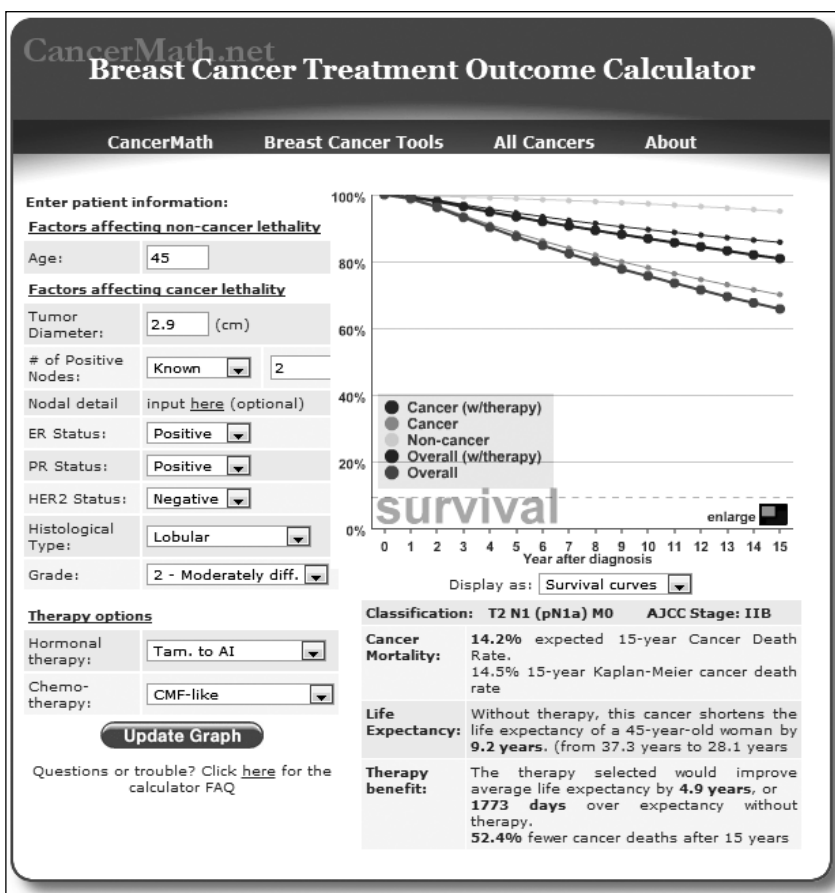 CancerMath.net
Breast Cancer Treatment Outcome Calculator
CancerMath Breast Cancer Tools All Cancers About
Enter patient information:
Factors affecting non-cancer lethality
Age: 45
Factors affecting cancer lethality
Tumor
Diameter: 2.9 (cm)
# of Positive
Nodes: Known 2
Nodal detail input here (optional)
ER Status: Positive
PR Status: Positive
HER2 Status: Negative
Histological
Type: Lobular
Grade: 2 - Moderately diff.
Therapy options
Hormonal
therapy: Tam. to AI
Chemo-
therapy: CMF-like
Update Graph
Questions or trouble? Click here for the
calculator FAQ
100%
80%
60%
40%
20%
0%
Cancer (w/therapy)
Cancer
Non-cancer
Overall (w/therapy)
Overall
survival
enlarge
0 1 2 3 4 5 6 7 8 9 10 11 12 13 14 15
Year after diagnosis
Display as: Survival curves
Classification: T2 N1 (pN1a) M0 AJCC Stage: IIB
Cancer
Mortality:
14.2% expected 15-year Cancer Death
Rate.
14.5% 15-year Kaplan-Meier cancer death
rate
Life
Expectancy:
Without therapy, this cancer shortens the
life expectancy of a 45-year-old woman by
9.2 years. (from 37.3 years to 28.1 years
Therapy
benefit:
The therapy selected would improve
average life expectancy by 4.9 years, or
1773 days over expectancy without
therapy.
52.4% fewer cancer deaths after 15 years